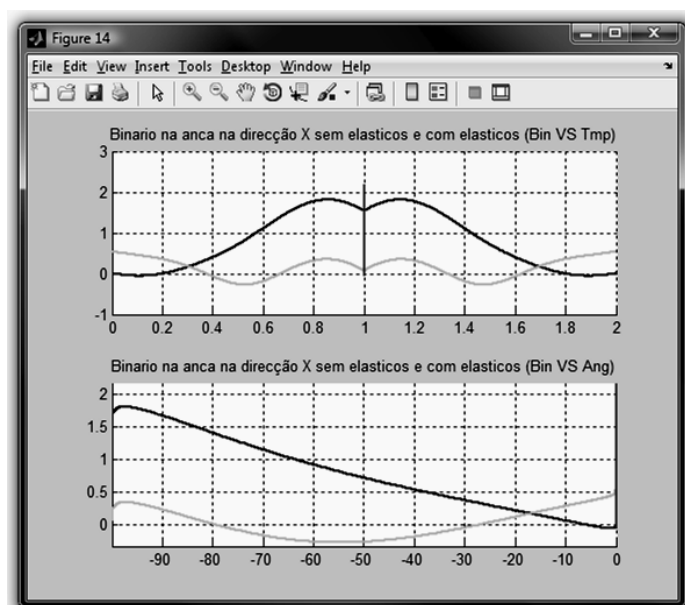 Figure 14
File Edit View Insert Tools Desktop Window Help
Binario na anca na direcção X sem elasticos e com elasticos (Bin VS Tmp)
3
2
1
0
-1
0 0.2 0.4 0.6 0.8 1 1.2 1.4 1.6 1.8 2
Binario na anca na direcção X sem elasticos e com elasticos (Bin VS Ang)
2
1.5
1
0.5
0
-90 -80 -70 -60 -50 -40 -30 -20 -10 0